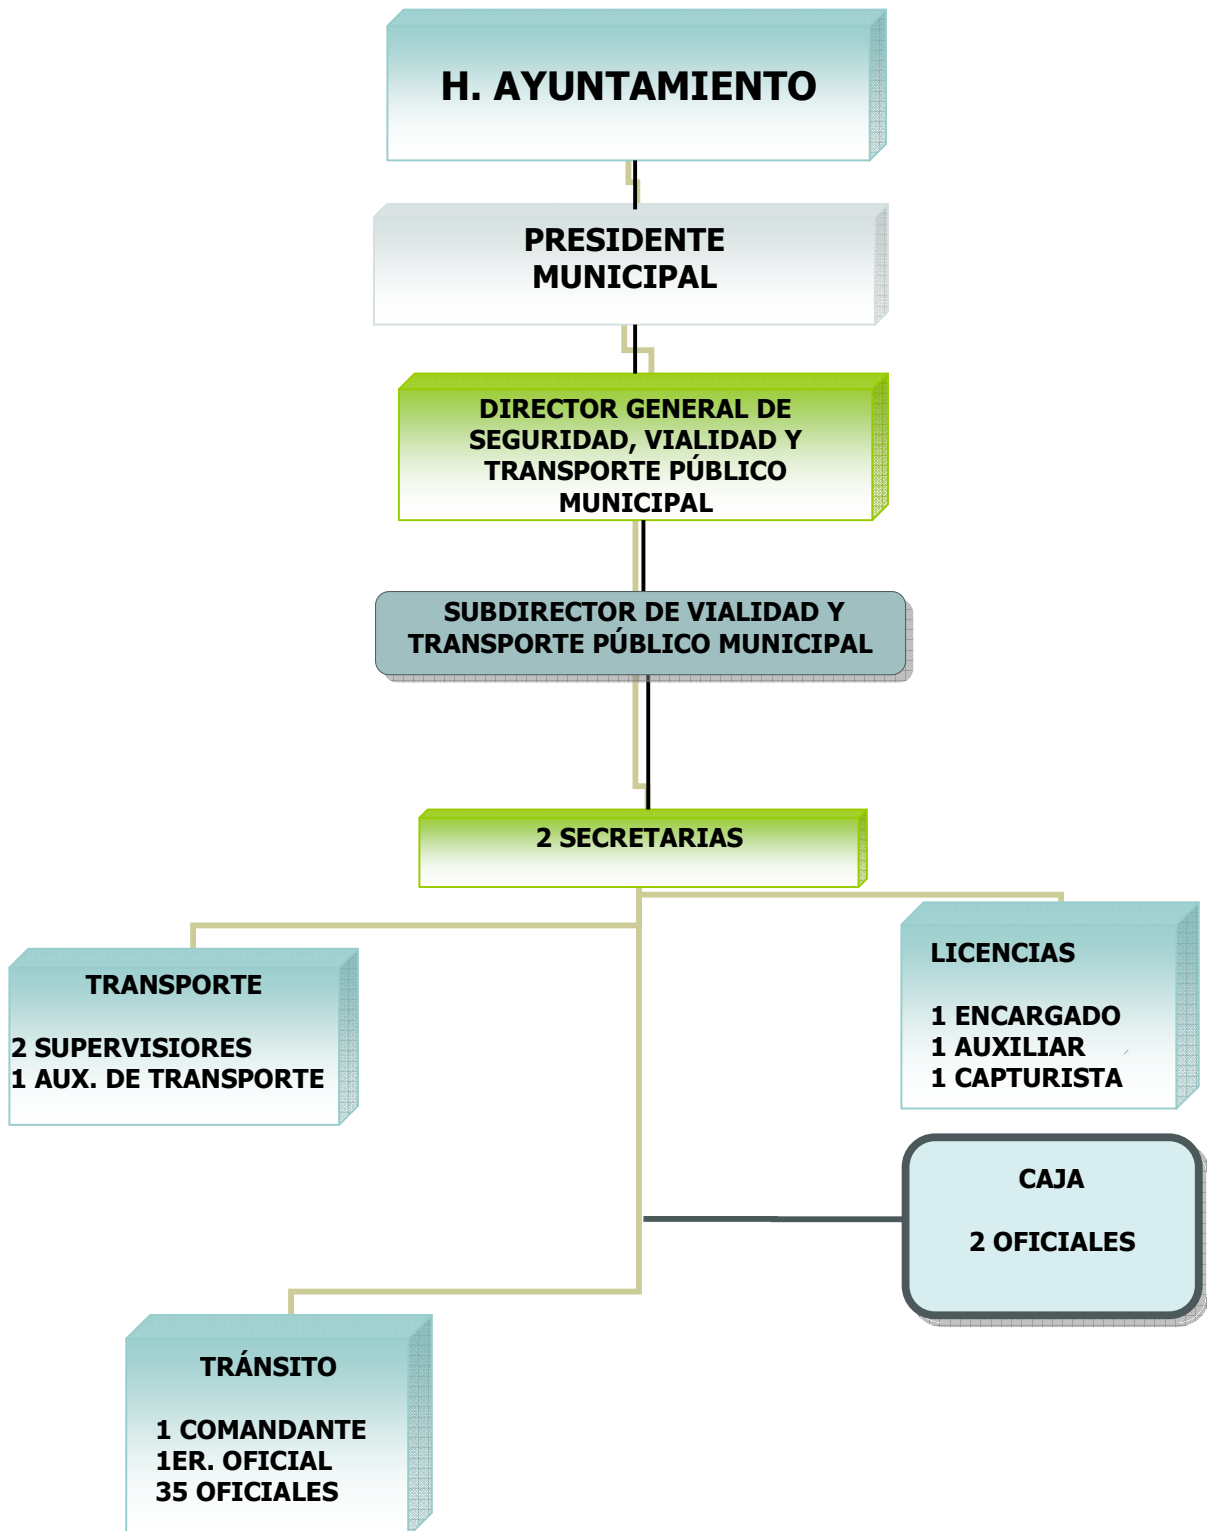 H. AYUNTAMIENTO
PRESIDENTE
MUNICIPAL
DIRECTOR GENERAL DE
SEGURIDAD, VIALIDAD Y
TRANSPORTE PÚBLICO
MUNICIPAL
SUBDIRECTOR DE VIALIDAD Y
TRANSPORTE PÚBLICO MUNICIPAL
2 SECRETARIAS
TRANSPORTE
2 SUPERVISIORES
1 AUX. DE TRANSPORTE
LICENCIAS
1 ENCARGADO
1 AUXILIAR
1 CAPTURISTA
CAJA
2 OFICIALES
TRÁNSITO
1 COMANDANTE
1ER. OFICIAL
35 OFICIALES